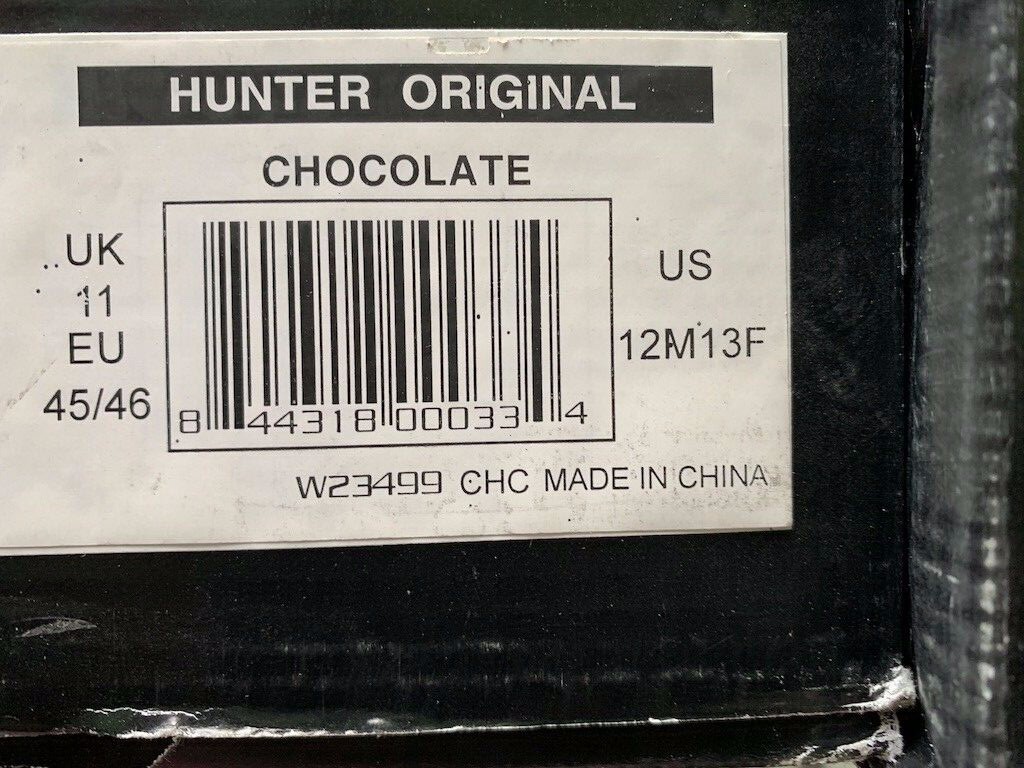 HUNTER ORIGINAL
CHOCOLATE
UK
11
EU
45/46
8 44318 00033 4
US
12M13F
W23499 CHC MADE IN CHINA